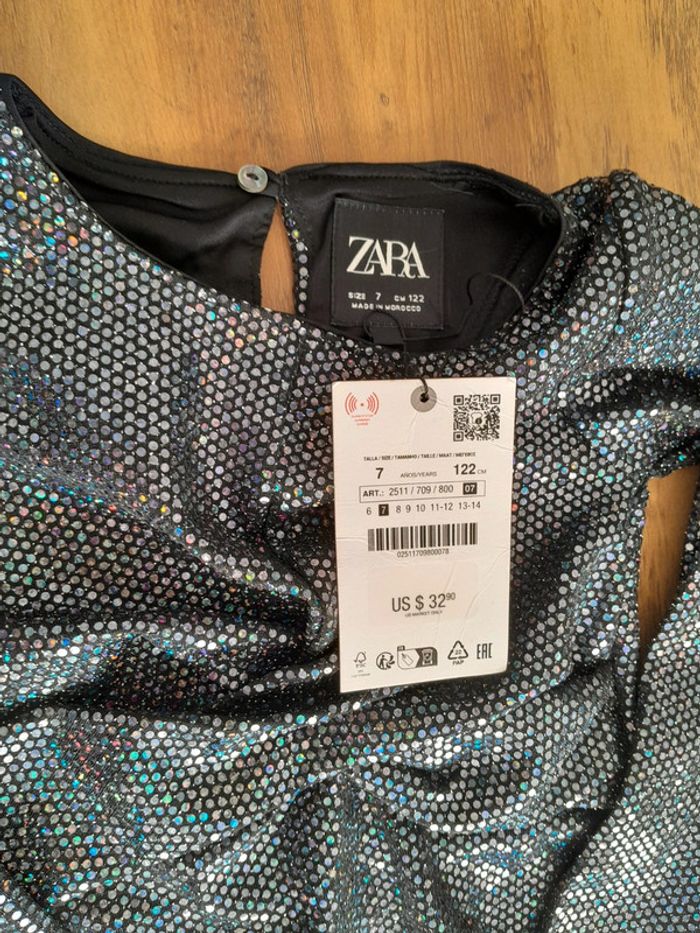 ZARA
SIZE 7 CM 122
MADE IN MOROCCO
TALLA / SIZE / TAMANHO / TAILLE / MAAT /
7 AÑOS/YEARS 122 CM
ART.: 2511 / 709 / 800 07
6 7 8 9 10 11-12 13-14
02511709800078
US $ 32.90
US MARKET ONLY
FSC
22
PAP
EAC